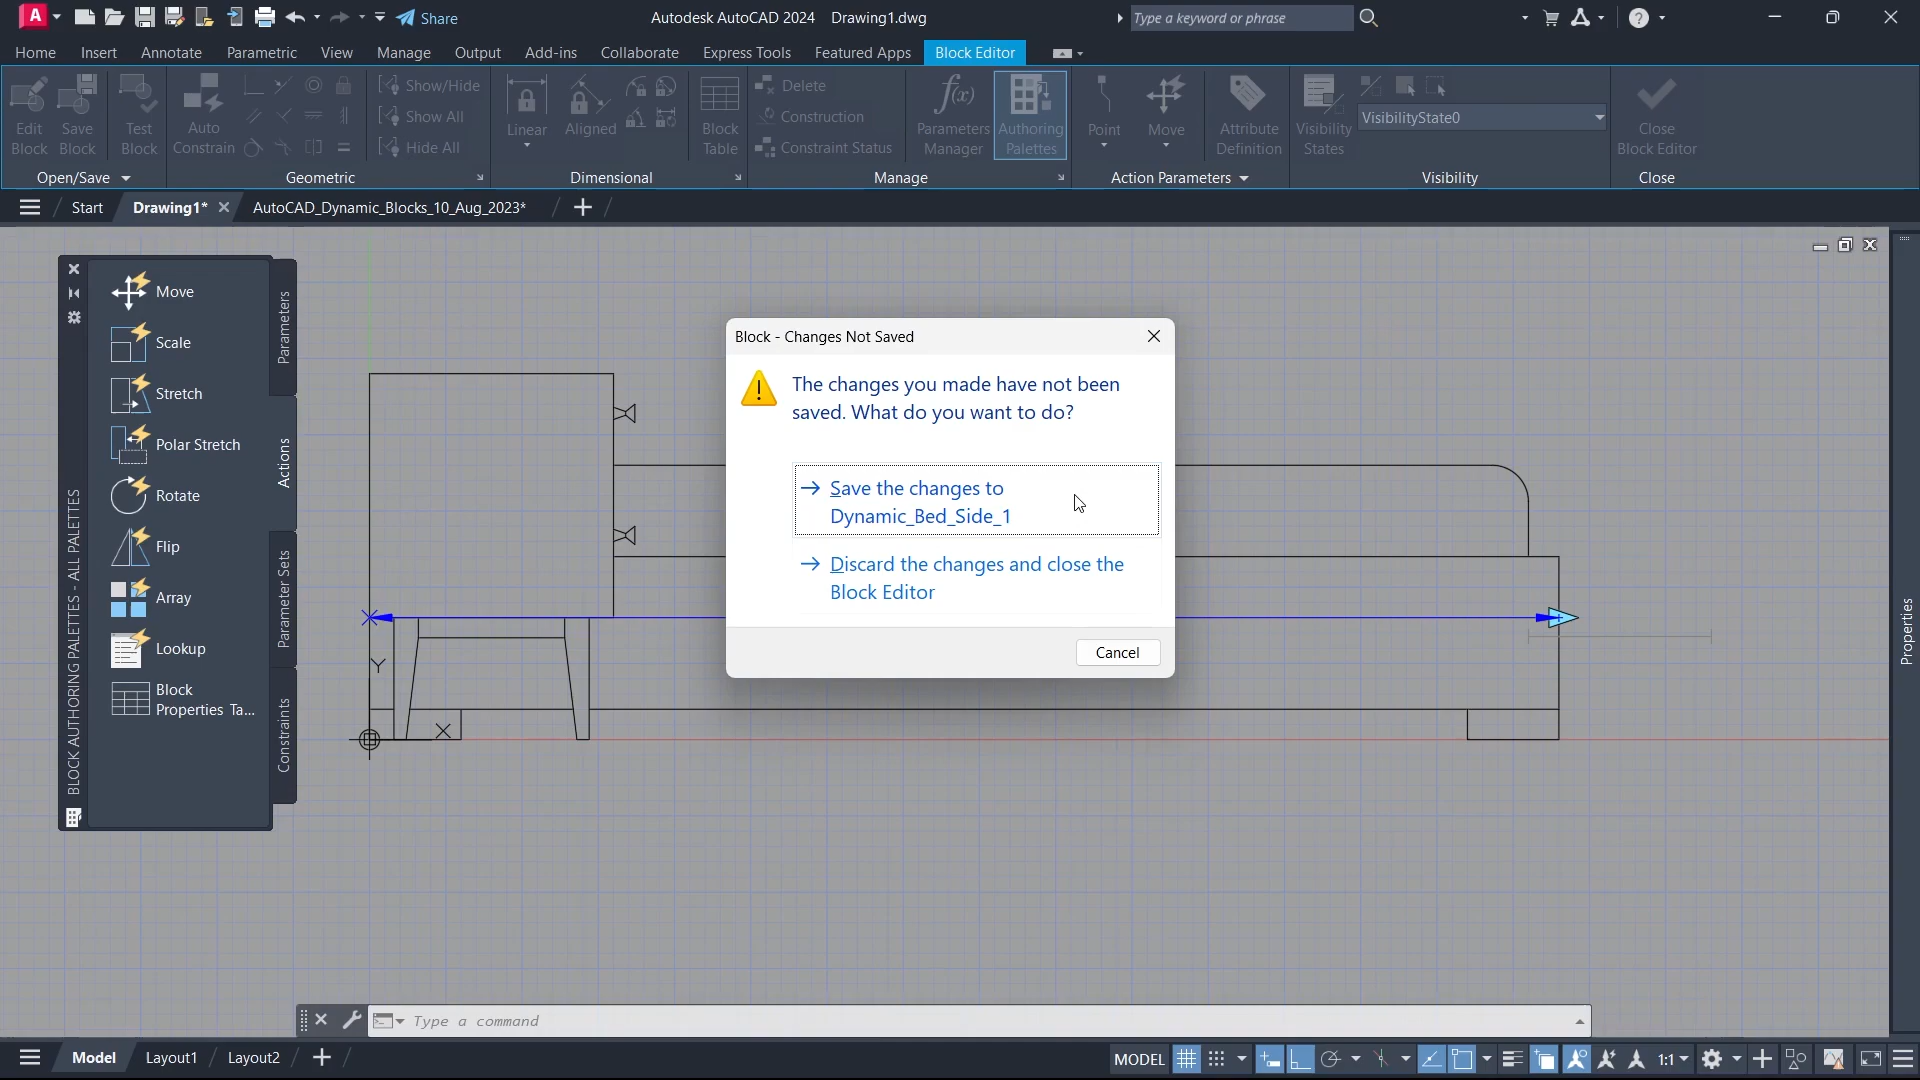 A
Share
Autodesk AutoCAD 2024 Drawing1.dwg
Type a keyword or phrase
Home Insert Annotate Parametric View Manage Output Add-ins Collaborate Express Tools Featured Apps Block Editor
Edit Block
Save Block
Test Block
Auto Constrain
Show/Hide
Show All
Hide All
Linear
Aligned
Block Table
Delete
Construction
Constraint Status
Parameters Manager
Authoring Palettes
Point
Move
Attribute Definition
Visibility States
VisibilityState0
Close Block Editor
Open/Save
Geometric
Dimensional
Manage
Action Parameters
Visibility
Close
Start Drawing1* AutoCAD_Dynamic_Blocks_10_Aug_2023*
Move
Scale
Stretch
Polar Stretch
Rotate
Flip
Array
Lookup
Block
Properties Ta...
Parameters
Actions
Parameter Sets
Constraints
BLOCK AUTHORING PALETTES - ALL PALETTES
Block - Changes Not Saved
The changes you made have not been
saved. What do you want to do?
Save the changes to
Dynamic_Bed_Side_1
Discard the changes and close the
Block Editor
Cancel
Y
X
Properties
Type a command
Model Layout1 Layout2
MODEL
1:1